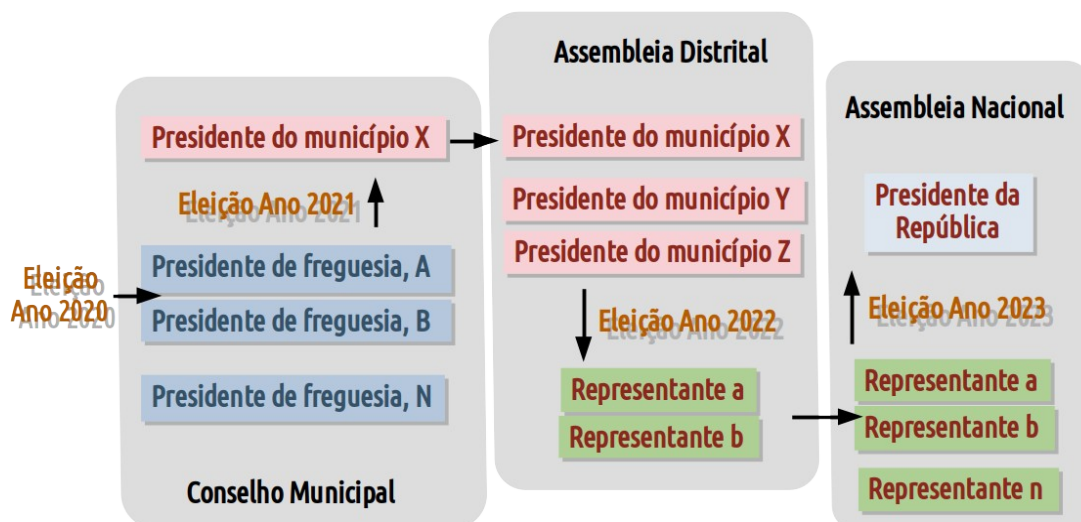 Eleição
Ano 2020
Presidente do município X
Eleição Ano 2021
Presidente de freguesia, A
Presidente de freguesia, B
Presidente de freguesia, N
Conselho Municipal
Assembleia Distrital
Presidente do município X
Presidente do município Y
Presidente do município Z
Eleição Ano 2022
Representante a
Representante b
Assembleia Nacional
Presidente da
República
Eleição Ano 2023
Representante a
Representante b
Representante n